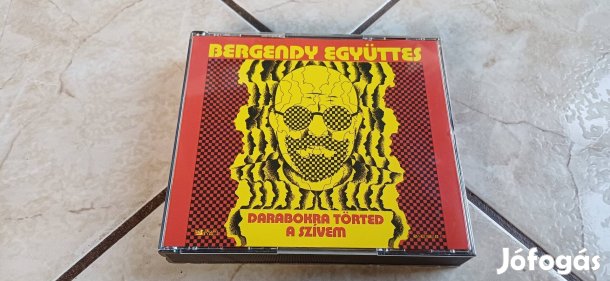 BERGENDY EGYÜTTES
DARABOKRA TÖRTED
A SZÍVEM
Jófogás